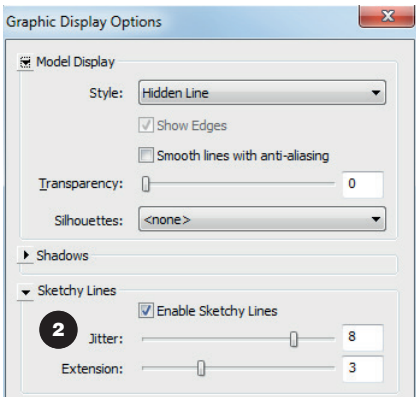 Graphic Display Options
Model Display
Style: Hidden Line
Show Edges
Smooth lines with anti-aliasing
Transparency: 0
Silhouettes: <none>
Shadows
Sketchy Lines
Enable Sketchy Lines
2
Jitter: 8
Extension: 3